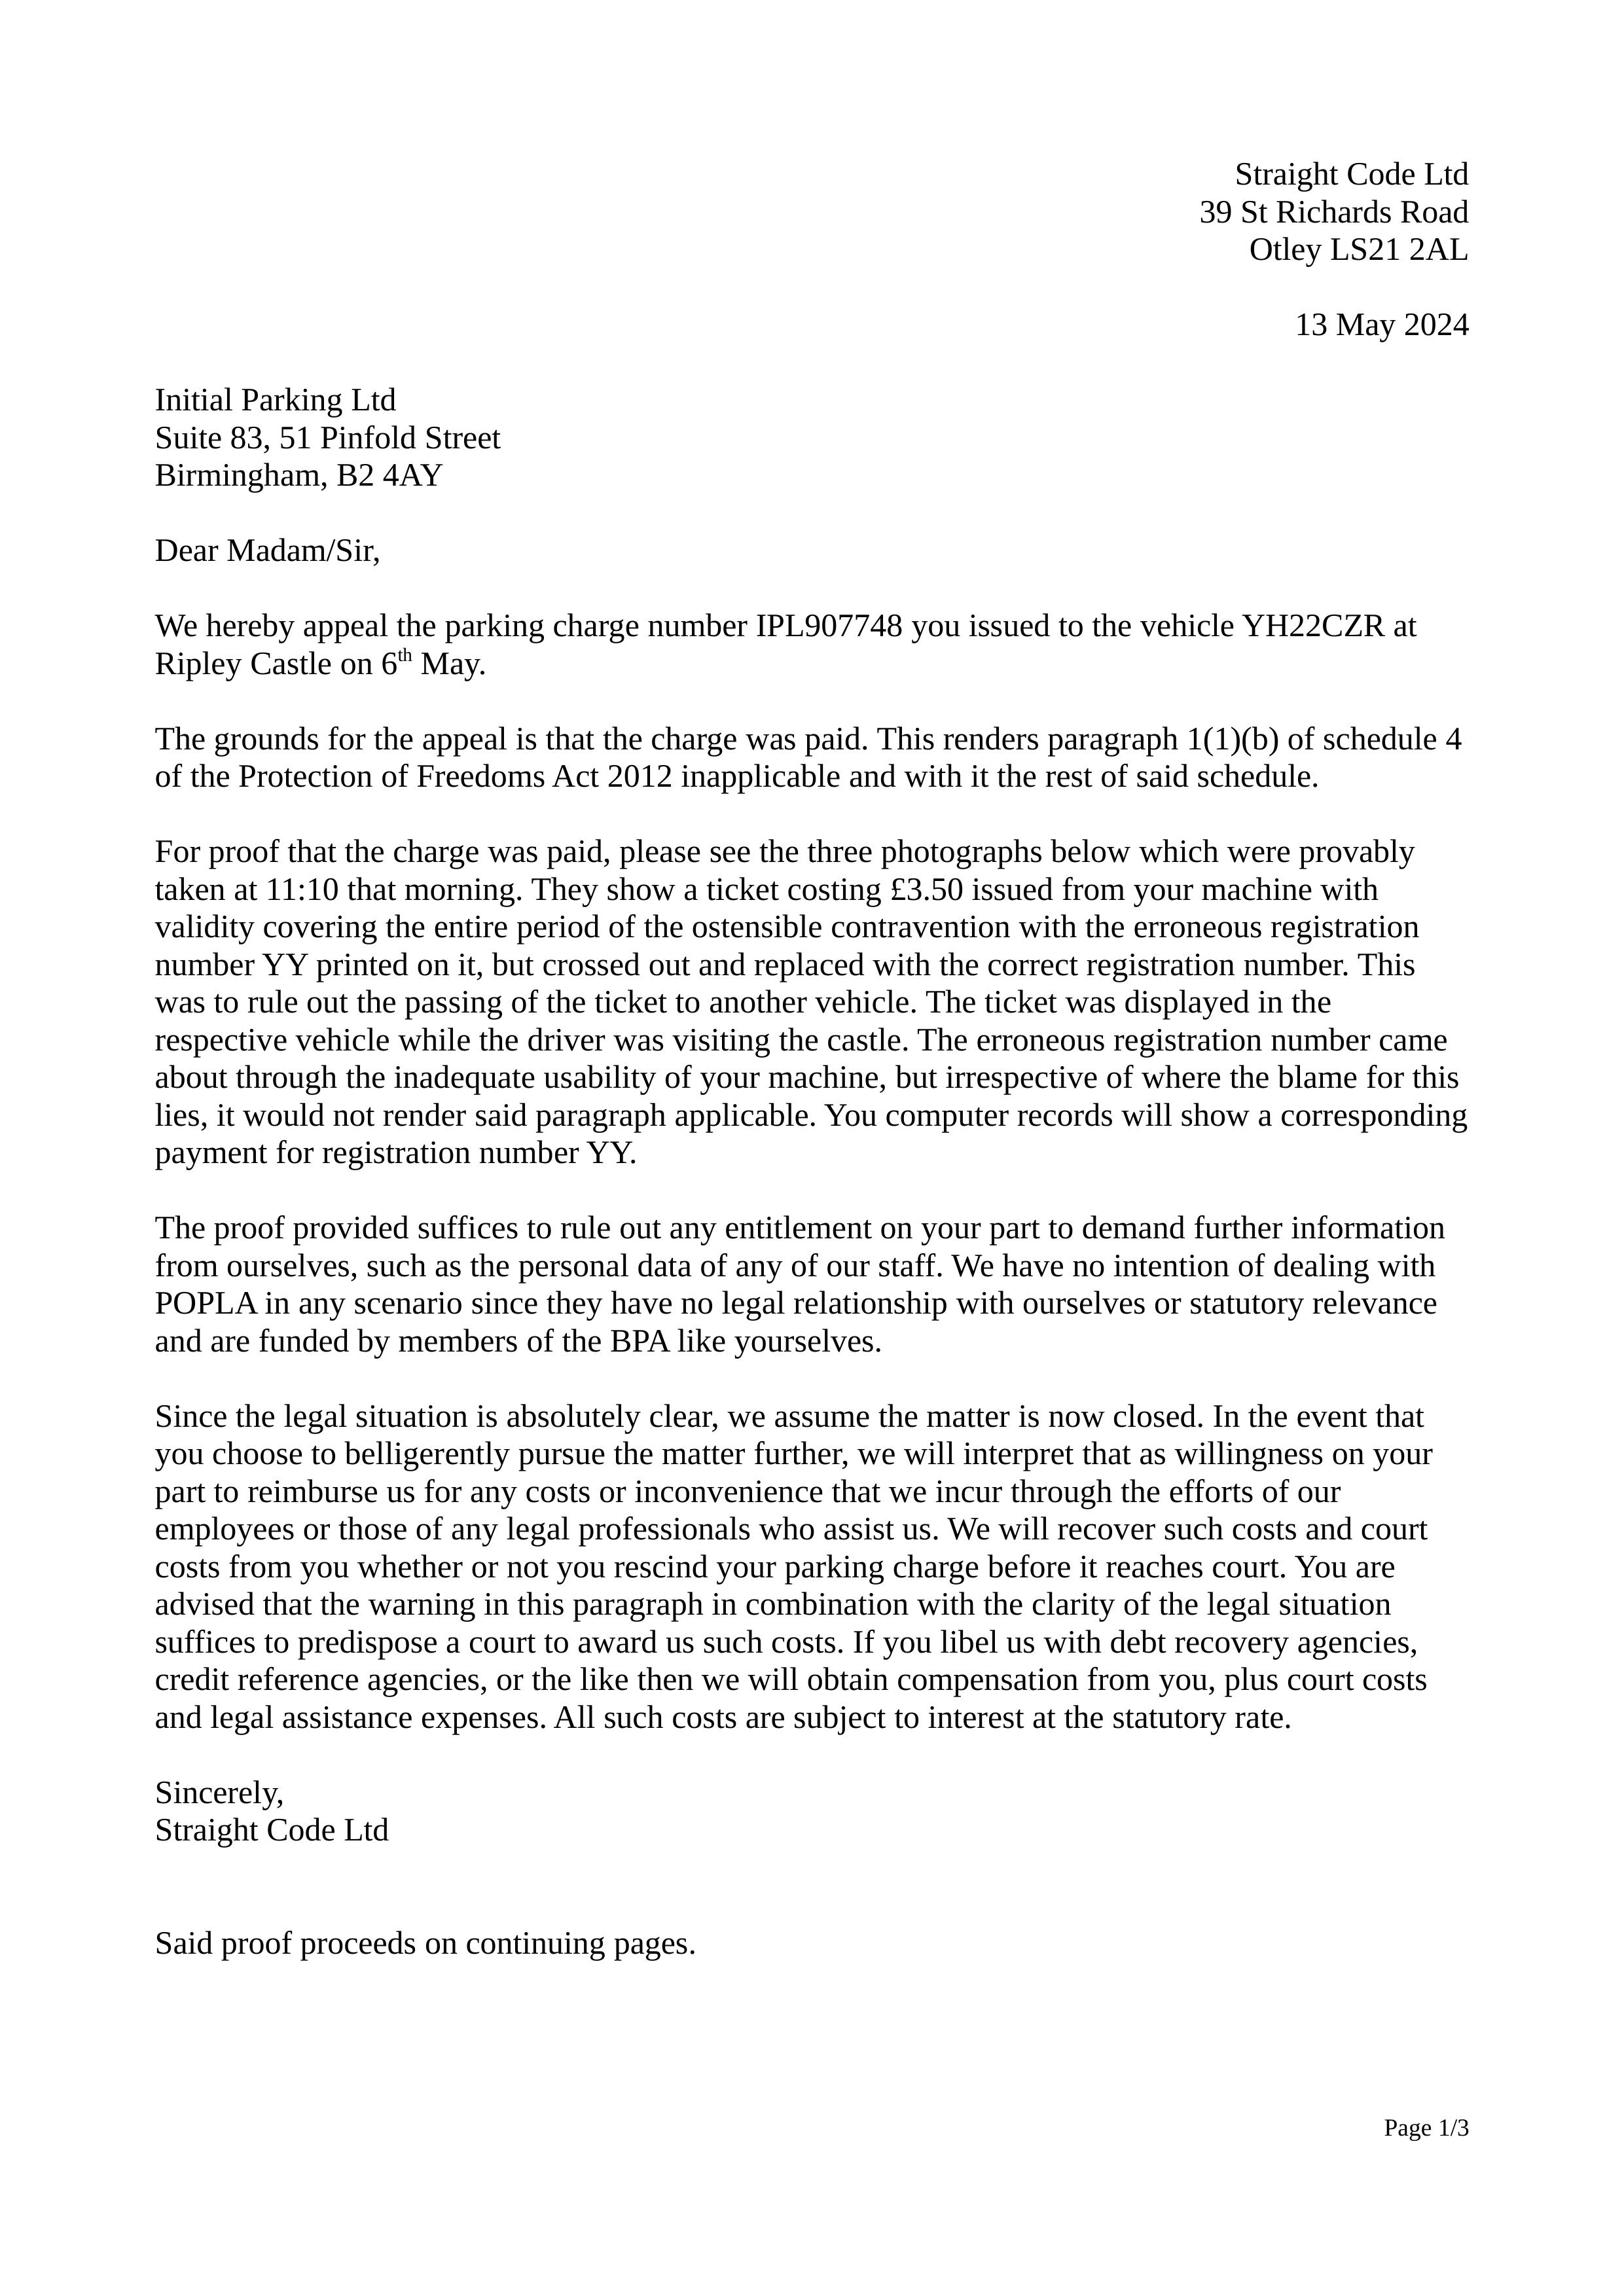 Straight Code Ltd
39 St Richards Road
Otley LS21 2AL
13 May 2024
Initial Parking Ltd
Suite 83, 51 Pinfold Street
Birmingham, B2 4AY
Dear Madam/Sir,
We hereby appeal the parking charge number IPL907748 you issued to the vehicle YH22CZR at
Ripley Castle on 6th May.
The grounds for the appeal is that the charge was paid. This renders paragraph 1(1)(b) of schedule 4
of the Protection of Freedoms Act 2012 inapplicable and with it the rest of said schedule.
For proof that the charge was paid, please see the three photographs below which were provably
taken at 11:10 that morning. They show a ticket costing £3.50 issued from your machine with
validity covering the entire period of the ostensible contravention with the erroneous registration
number YY printed on it, but crossed out and replaced with the correct registration number. This
was to rule out the passing of the ticket to another vehicle. The ticket was displayed in the
respective vehicle while the driver was visiting the castle. The erroneous registration number came
about through the inadequate usability of your machine, but irrespective of where the blame for this
lies, it would not render said paragraph applicable. You computer records will show a corresponding
payment for registration number YY.
The proof provided suffices to rule out any entitlement on your part to demand further information
from ourselves, such as the personal data of any of our staff. We have no intention of dealing with
POPLA in any scenario since they have no legal relationship with ourselves or statutory relevance
and are funded by members of the BPA like yourselves.
Since the legal situation is absolutely clear, we assume the matter is now closed. In the event that
you choose to belligerently pursue the matter further, we will interpret that as willingness on your
part to reimburse us for any costs or inconvenience that we incur through the efforts of our
employees or those of any legal professionals who assist us. We will recover such costs and court
costs from you whether or not you rescind your parking charge before it reaches court. You are
advised that the warning in this paragraph in combination with the clarity of the legal situation
suffices to predispose a court to award us such costs. If you libel us with debt recovery agencies,
credit reference agencies, or the like then we will obtain compensation from you, plus court costs
and legal assistance expenses. All such costs are subject to interest at the statutory rate.
Sincerely,
Straight Code Ltd
Said proof proceeds on continuing pages.
Page 1/3